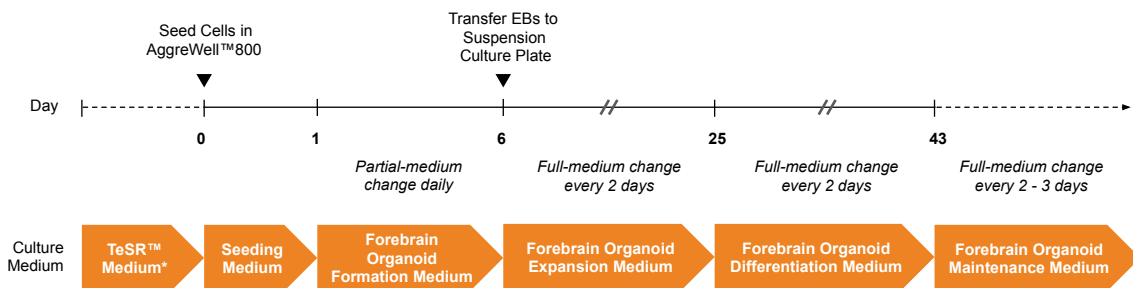 Seed Cells in
AggreWell™800
Transfer EBs to
Suspension
Culture Plate
Day
0
1
6
25
43
Partial-medium
change daily
Full-medium change
every 2 days
Full-medium change
every 2 days
Full-medium change
every 2 - 3 days
Culture
Medium
TeSR™
Medium*
Seeding
Medium
Forebrain
Organoid
Formation Medium
Forebrain Organoid
Expansion Medium
Forebrain Organoid
Differentiation Medium
Forebrain Organoid
Maintenance Medium